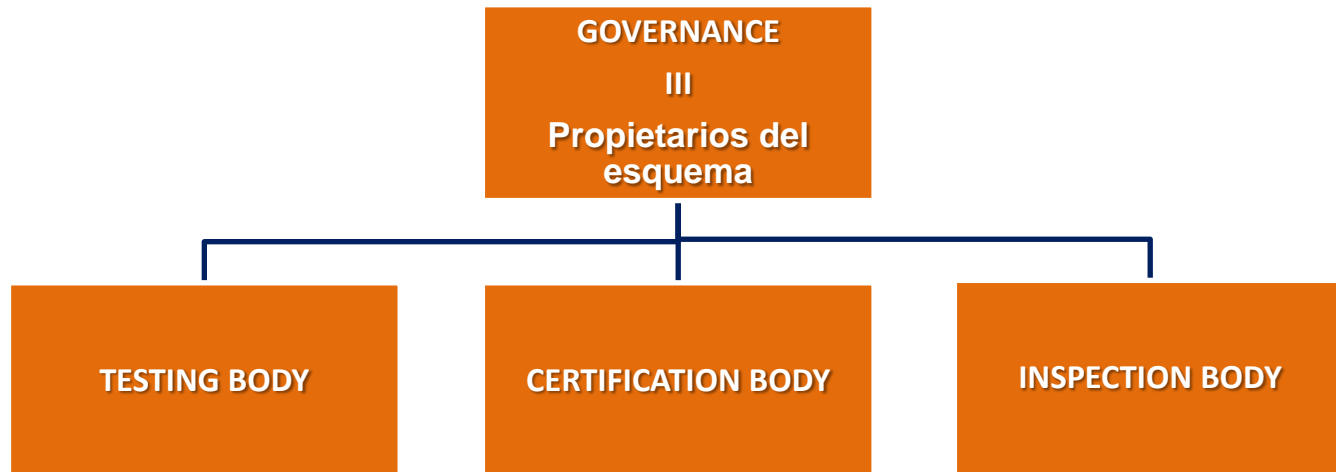 GOVERNANCE
III
Propietarios del
esquema
TESTING BODY
CERTIFICATION BODY
INSPECTION BODY